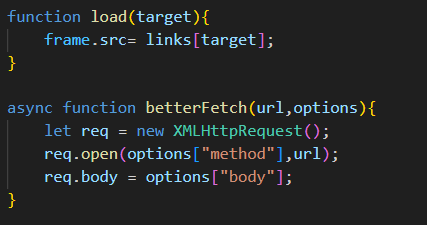 function load(target){
    frame.src= links[target];
}
async function betterFetch(url,options){
    let req = new XMLHttpRequest();
    req.open(options["method"],url);
    req.body = options["body"];
}